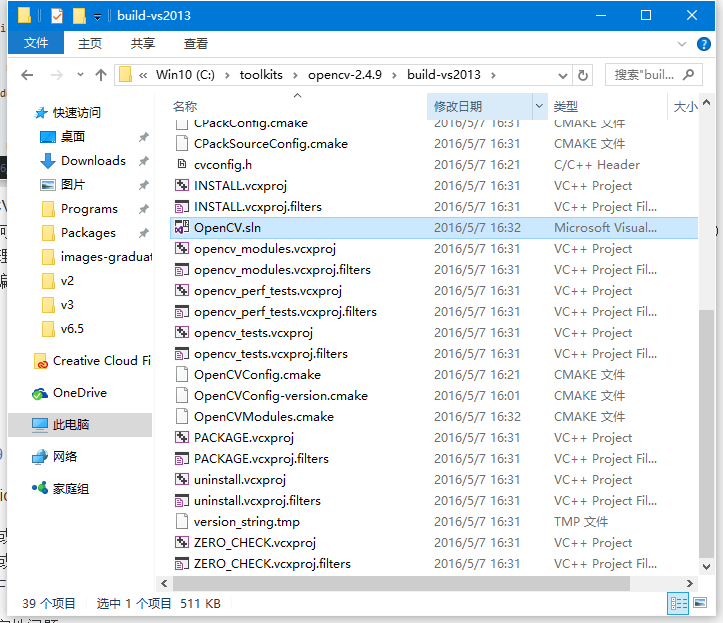 build-vs2013
文件 主页 共享 查看
« Win10 (C:) › toolkits › opencv-2.4.9 › build-vs2013 › 搜索"buil...
快速访问
桌面
Downloads
图片
Programs
Packages
images-graduat
v2
v3
v6.5
Creative Cloud Fi
OneDrive
此电脑
网络
家庭组
名称 修改日期 类型 大小
CPackConfig.cmake 2016/5/7 16:31 CMAKE 文件
CPackSourceConfig.cmake 2016/5/7 16:31 CMAKE 文件
cvconfig.h 2016/5/7 16:21 C/C++ Header
INSTALL.vcxproj 2016/5/7 16:31 VC++ Project
INSTALL.vcxproj.filters 2016/5/7 16:31 VC++ Project Fil...
OpenCV.sln 2016/5/7 16:32 Microsoft Visual...
opencv_modules.vcxproj 2016/5/7 16:31 VC++ Project
opencv_modules.vcxproj.filters 2016/5/7 16:31 VC++ Project Fil...
opencv_perf_tests.vcxproj 2016/5/7 16:31 VC++ Project
opencv_perf_tests.vcxproj.filters 2016/5/7 16:31 VC++ Project Fil...
opencv_tests.vcxproj 2016/5/7 16:31 VC++ Project
opencv_tests.vcxproj.filters 2016/5/7 16:31 VC++ Project Fil...
OpenCVConfig.cmake 2016/5/7 16:21 CMAKE 文件
OpenCVConfig-version.cmake 2016/5/7 16:01 CMAKE 文件
OpenCVModules.cmake 2016/5/7 16:32 CMAKE 文件
PACKAGE.vcxproj 2016/5/7 16:31 VC++ Project
PACKAGE.vcxproj.filters 2016/5/7 16:31 VC++ Project Fil...
uninstall.vcxproj 2016/5/7 16:31 VC++ Project
uninstall.vcxproj.filters 2016/5/7 16:31 VC++ Project Fil...
version_string.tmp 2016/5/7 16:31 TMP 文件
ZERO_CHECK.vcxproj 2016/5/7 16:31 VC++ Project
ZERO_CHECK.vcxproj.filters 2016/5/7 16:31 VC++ Project Fil...
39 个项目 选中 1 个项目 511 KB